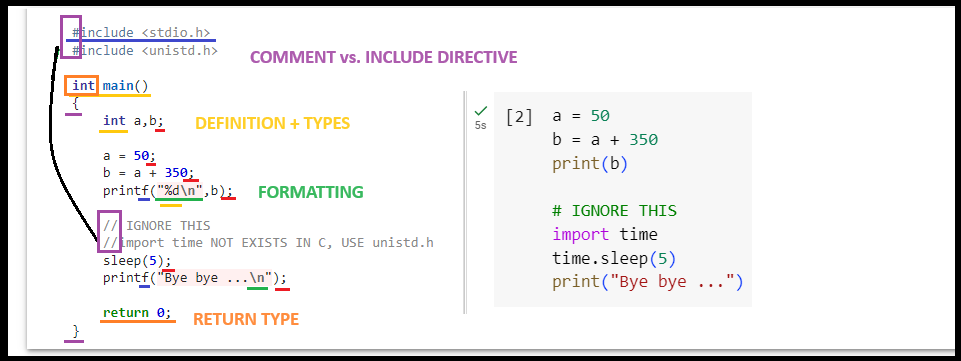 #include <stdio.h>
#include <unistd.h>
COMMENT vs. INCLUDE DIRECTIVE
int main()
{
int a,b;
DEFINITION + TYPES
a = 50;
b = a + 350;
printf("%d\n",b);
FORMATTING
// IGNORE THIS
//import time NOT EXISTS IN C, USE unistd.h
sleep(5);
printf("Bye bye ...\n");
return 0;
RETURN TYPE
}
5s
[2]
a = 50
b = a + 350
print(b)
# IGNORE THIS
import time
time.sleep(5)
print("Bye bye ...")